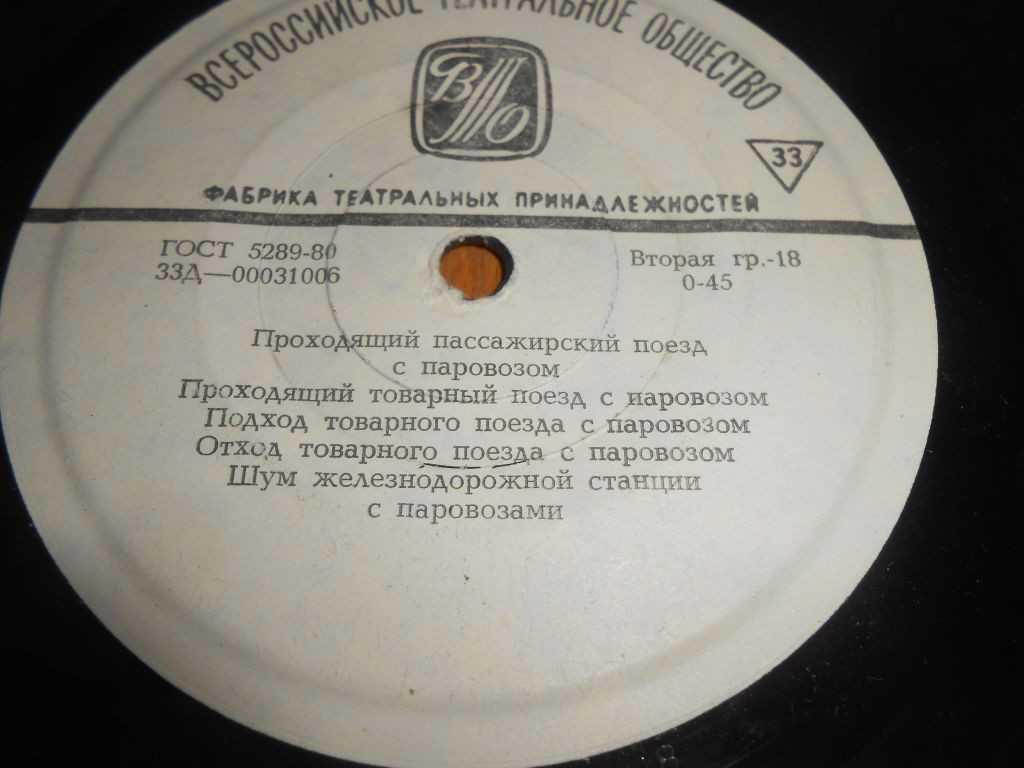 ВСЕРОССИЙСКОЕ ТЕАТРАЛЬНОЕ ОБЩЕСТВО
ВТО
33
ФАБРИКА ТЕАТРАЛЬНЫХ ПРИНАДЛЕЖНОСТЕЙ
ГОСТ 5289-80
33Д—00031006
Вторая гр.-18
0-45
Проходящий пассажирский поезд
с паровозом
Проходящий товарный поезд с паровозом
Подход товарного поезда с паровозом
Отход товарного поезда с паровозом
Шум железнодорожной станции
с паровозами